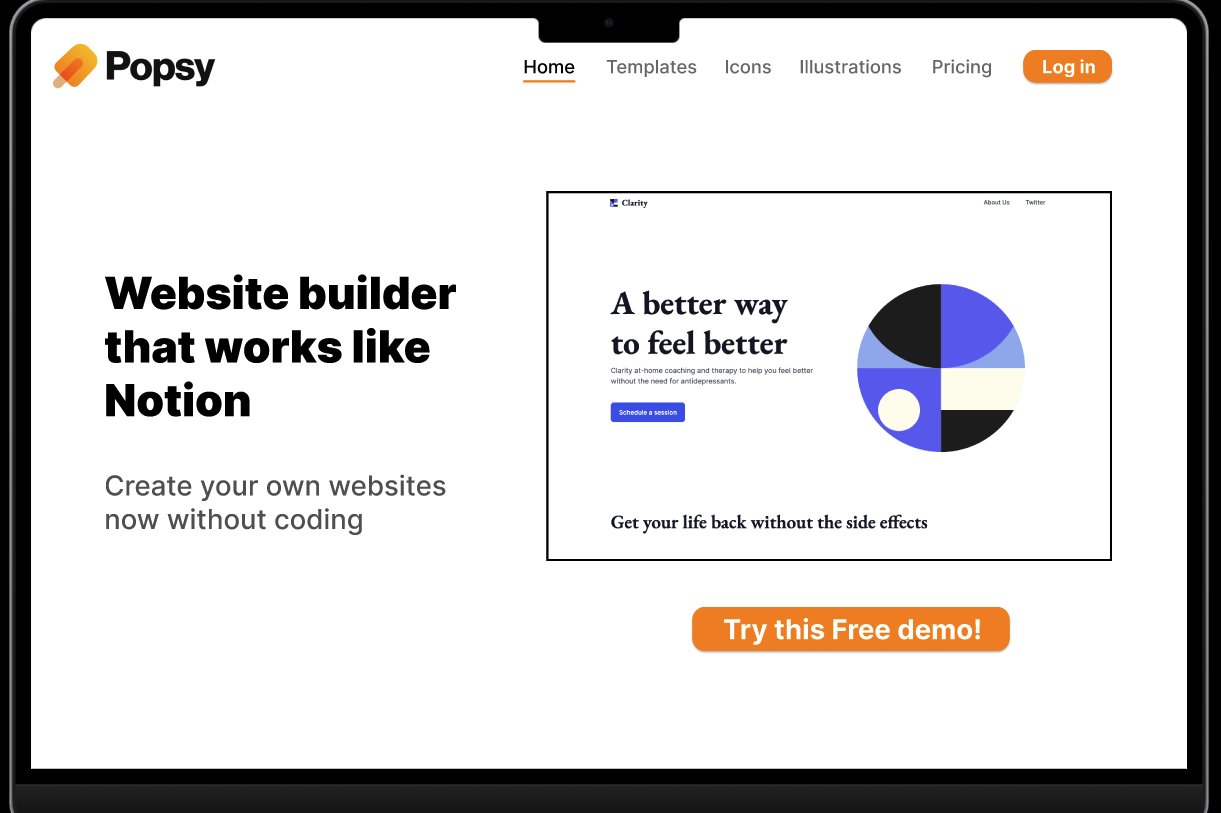 Popsy
Home Templates Icons Illustrations Pricing Log in
Website builder
that works like
Notion
Create your own websites
now without coding
Clarity
About Us Twitter
A better way
to feel better
Clarity at-home coaching and therapy to help you feel better
without the need for antidepressants.
Schedule a session
Get your life back without the side effects
Try this Free demo!